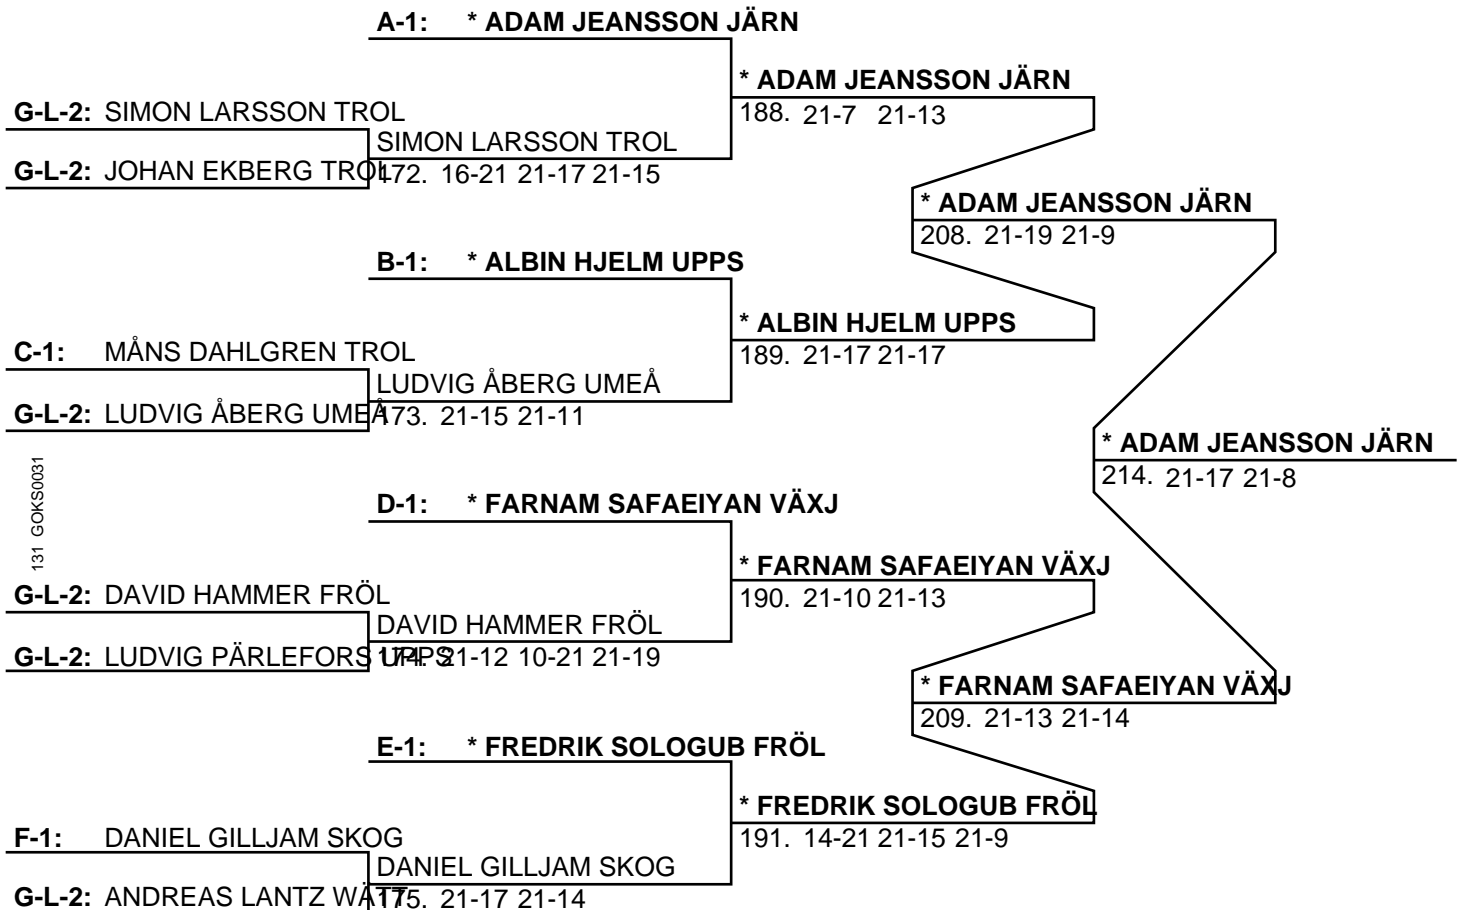 A-1: * ADAM JEANSSON JÄRN
* ADAM JEANSSON JÄRN
G-L-2: SIMON LARSSON TROL
188. 21-7 21-13
SIMON LARSSON TROL
G-L-2: JOHAN EKBERG TROL
172. 16-21 21-17 21-15
* ADAM JEANSSON JÄRN
208. 21-19 21-9
B-1: * ALBIN HJELM UPPS
* ALBIN HJELM UPPS
C-1: MÅNS DAHLGREN TROL
189. 21-17 21-17
LUDVIG ÅBERG UMEÅ
G-L-2: LUDVIG ÅBERG UMEÅ
173. 21-15 21-11
* ADAM JEANSSON JÄRN
214. 21-17 21-8
131 GOKS0031
D-1: * FARNAM SAFAEIYAN VÄXJ
* FARNAM SAFAEIYAN VÄXJ
G-L-2: DAVID HAMMER FRÖL
190. 21-10 21-13
DAVID HAMMER FRÖL
G-L-2: LUDVIG PÄRLEFORS UPPS
174. 21-12 10-21 21-19
* FARNAM SAFAEIYAN VÄXJ
209. 21-13 21-14
E-1: * FREDRIK SOLOGUB FRÖL
* FREDRIK SOLOGUB FRÖL
F-1: DANIEL GILLJAM SKOG
191. 14-21 21-15 21-9
DANIEL GILLJAM SKOG
G-L-2: ANDREAS LANTZ WÄTT
175. 21-17 21-14